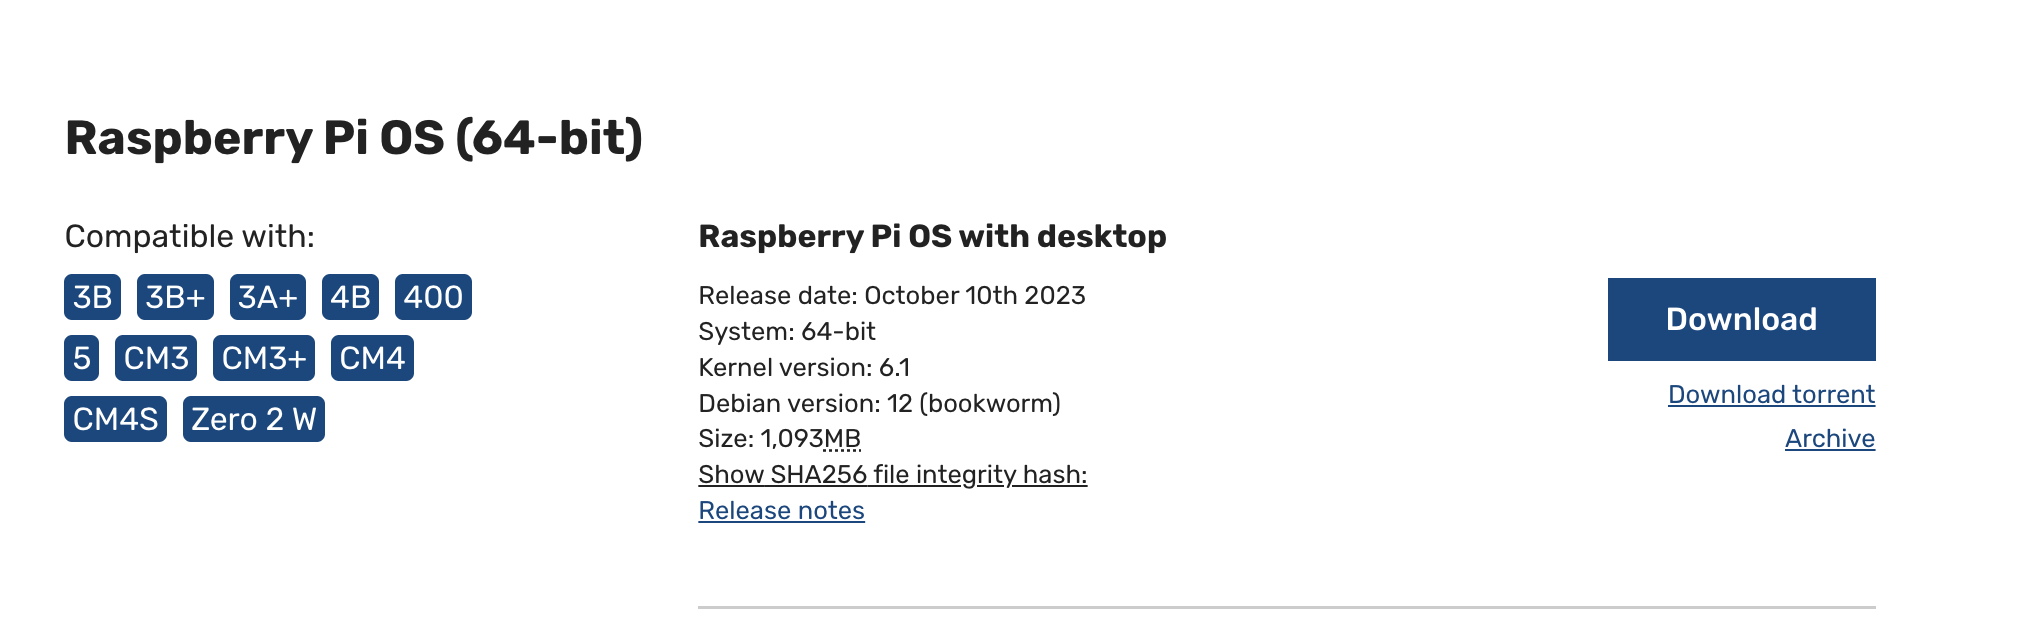 Raspberry Pi OS (64-bit)
Compatible with:
3B 3B+ 3A+ 4B 400
5 CM3 CM3+ CM4
CM4S Zero 2 W
Raspberry Pi OS with desktop
Release date: October 10th 2023
System: 64-bit
Kernel version: 6.1
Debian version: 12 (bookworm)
Size: 1,093MB
Show SHA256 file integrity hash:
Release notes
Download
Download torrent
Archive